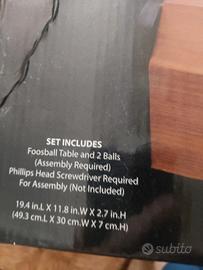 SET INCLUDES
Foosball Table and 2 Balls
(Assembly Required)
Phillips Head Screwdriver Required
For Assembly (Not Included)
19.4 in.L X 11.8 in.W X 2.7 in.H
(49.3 cm.L X 30 cm.W X 7 cm.H)
subito